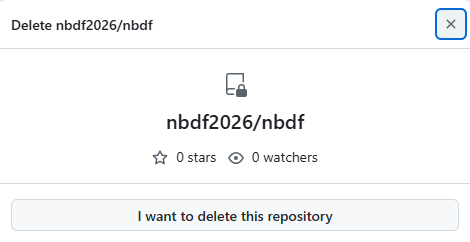 Delete nbdf2026/nbdf
nbdf2026/nbdf
0 stars 0 watchers
I want to delete this repository